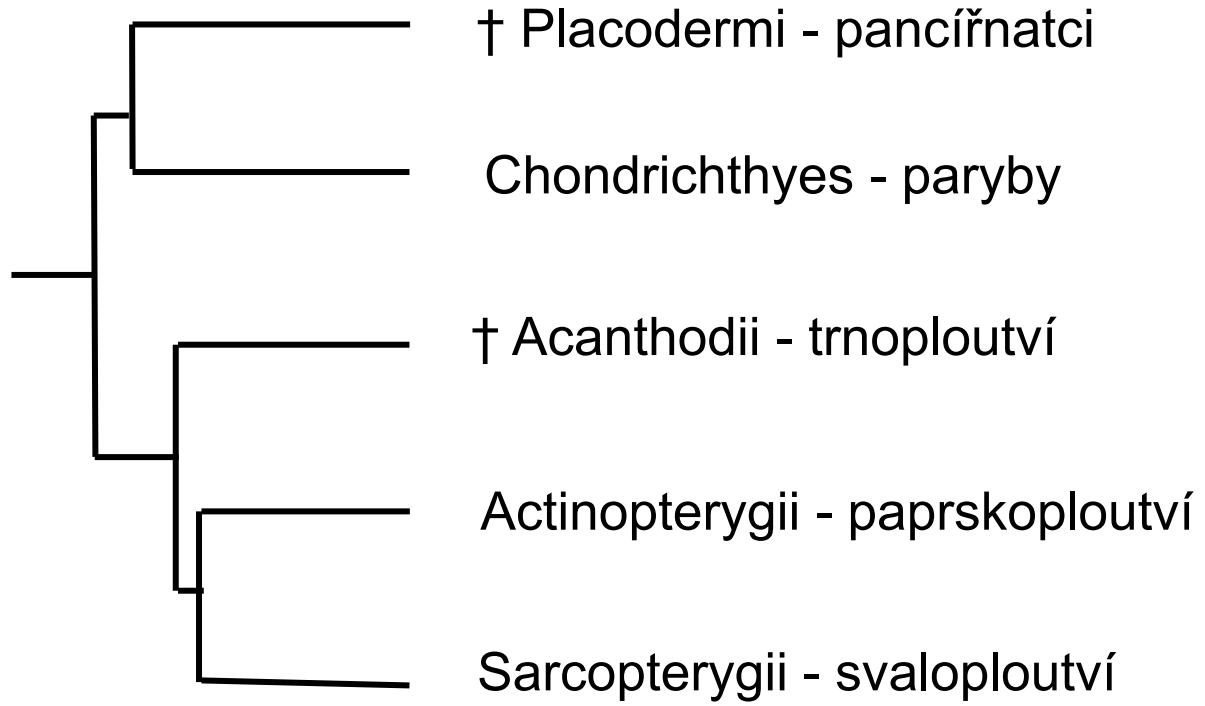 † Placodermi - pancířnatci
Chondrichthyes - paryby
† Acanthodii - trnoploutví
Actinopterygii - paprskoploutví
Sarcopterygii - svaloploutví